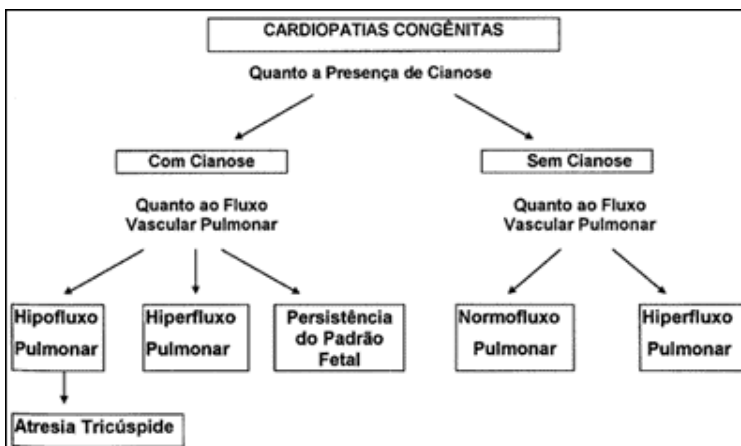 CARDIOPATIAS CONGÊNITAS
Quanto a Presença de Cianose
Com Cianose
Sem Cianose
Quanto ao Fluxo
Vascular Pulmonar
Quanto ao Fluxo
Vascular Pulmonar
Hipofluxo
Pulmonar
Hiperfluxo
Pulmonar
Persistência
do Padrão
Fetal
Normofluxo
Pulmonar
Hiperfluxo
Pulmonar
Atresia Tricúspide